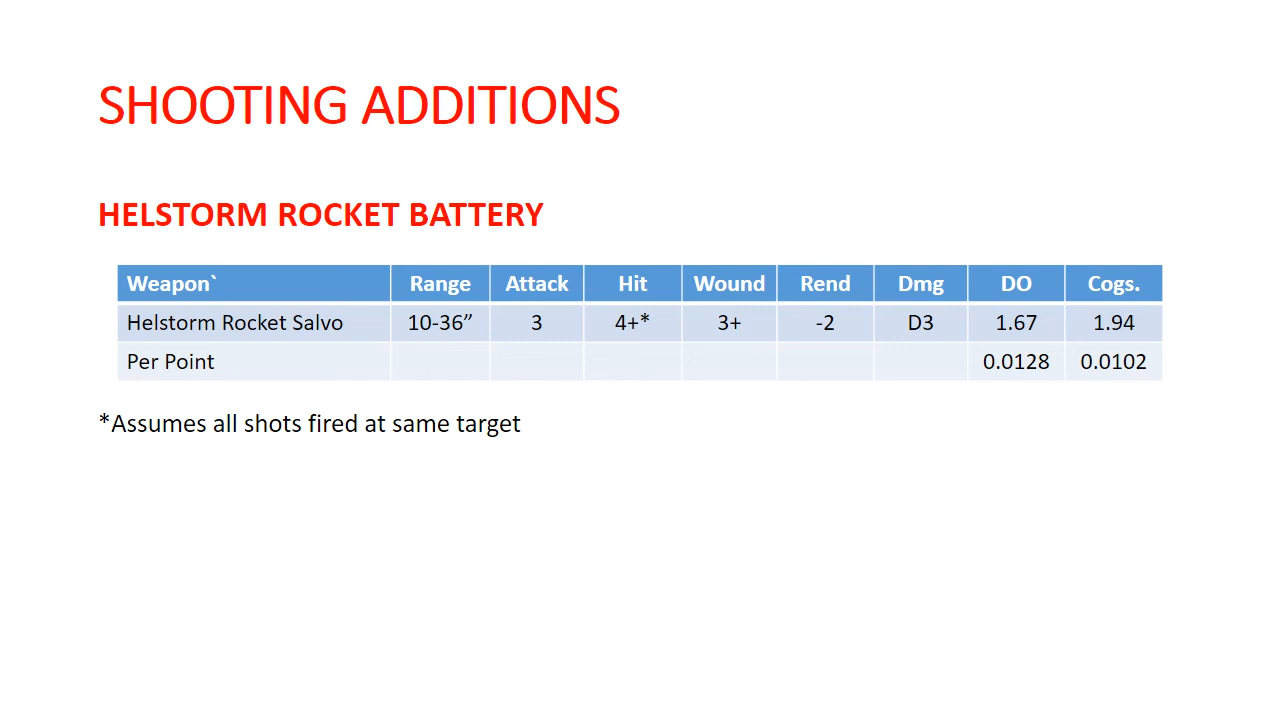 SHOOTING ADDITIONS
HELSTORM ROCKET BATTERY
Weapon` Range Attack Hit Wound Rend Dmg DO Cogs.
Helstorm Rocket Salvo 10-36” 3 4+* 3+ -2 D3 1.67 1.94
Per Point 0.0128 0.0102
*Assumes all shots fired at same target